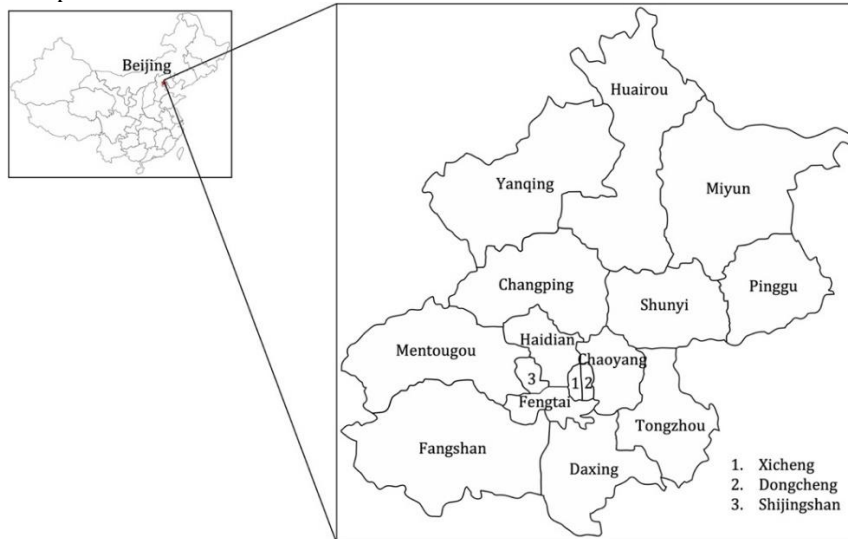 Beijing
Huairou
Yanqing
Miyun
Changping
Pinggu
Shunyi
Haidian
Mentougou
Chaoyang
3
1 2
Fengtai
Tongzhou
Fangshan
Daxing
1. Xicheng
2. Dongcheng
3. Shijingshan